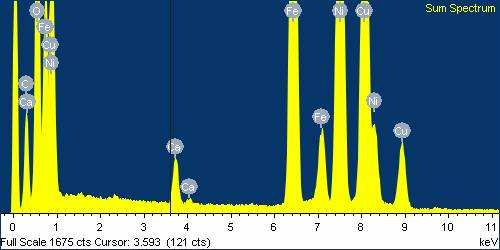 Sum Spectrum
O Fe Ni Cu
Fe
Cu
Ni
C
Ca
Ni
Fe
Cu
Ca
Ca
0 1 2 3 4 5 6 7 8 9 10 11
Full Scale 1675 cts Cursor: 3.593 (121 cts) keV